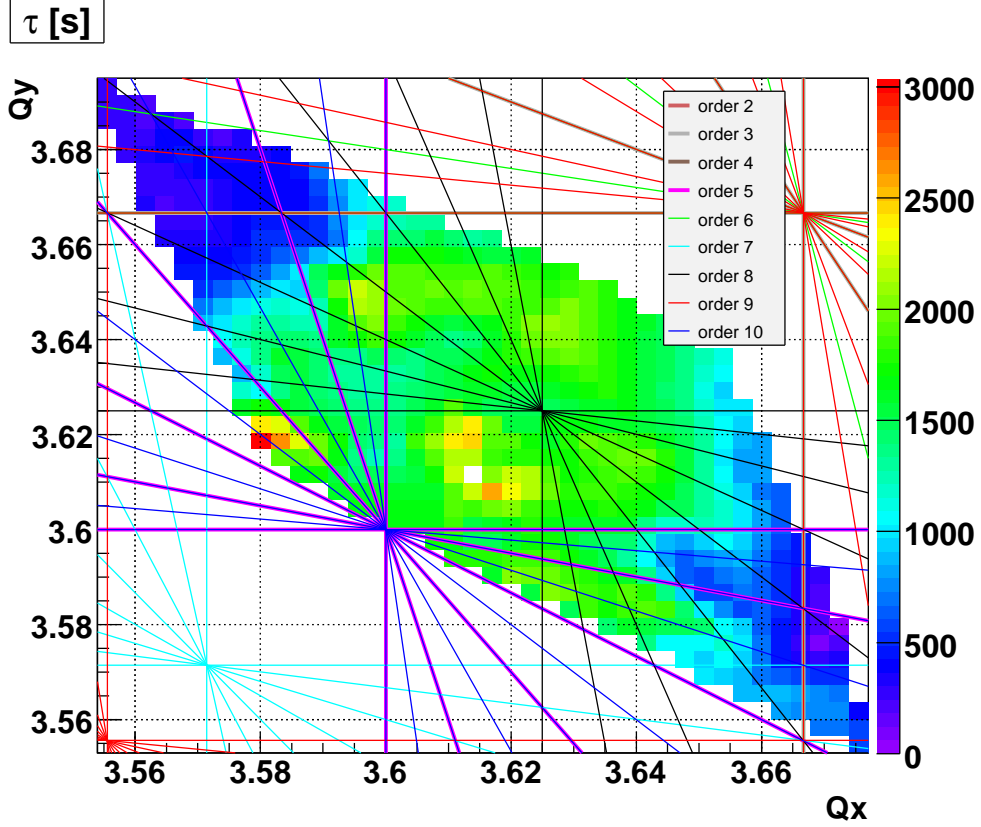 τ [s]
Qy
3.68
3.66
3.64
3.62
3.6
3.58
3.56
order 2
order 3
order 4
order 5
order 6
order 7
order 8
order 9
order 10
3000
2500
2000
1500
1000
500
0
3.56 3.58 3.6 3.62 3.64 3.66
Qx